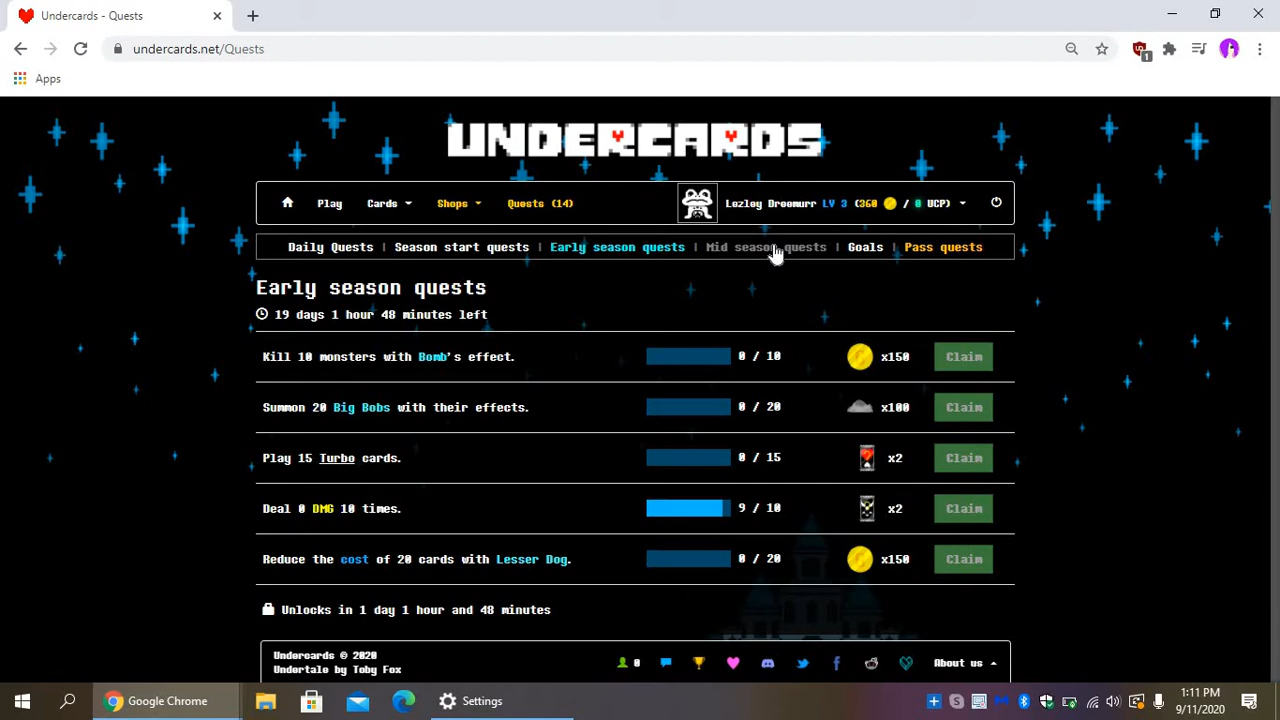 Undercards - Quests
undercards.net/Quests
1
Apps
UNDERCARDS
Play Cards Shops Quests (14) Lezley Dreemurr LV 3 (360 / 0 UCP)
Daily Quests | Season start quests | Early season quests | Mid season quests | Goals | Pass quests
Early season quests
19 days 1 hour 48 minutes left
Kill 10 monsters with Bomb's effect. 0 / 10 x150 Claim
Summon 20 Big Bobs with their effects. 0 / 20 x100 Claim
Play 15 Turbo cards. 0 / 15 x2 Claim
Deal 0 DMG 10 times. 9 / 10 x2 Claim
Reduce the cost of 20 cards with Lesser Dog. 0 / 20 x150 Claim
Unlocks in 1 day 1 hour and 48 minutes
Undercards © 2020
Undertale by Toby Fox
0 About us
Google Chrome Settings
1:11 PM
9/11/2020